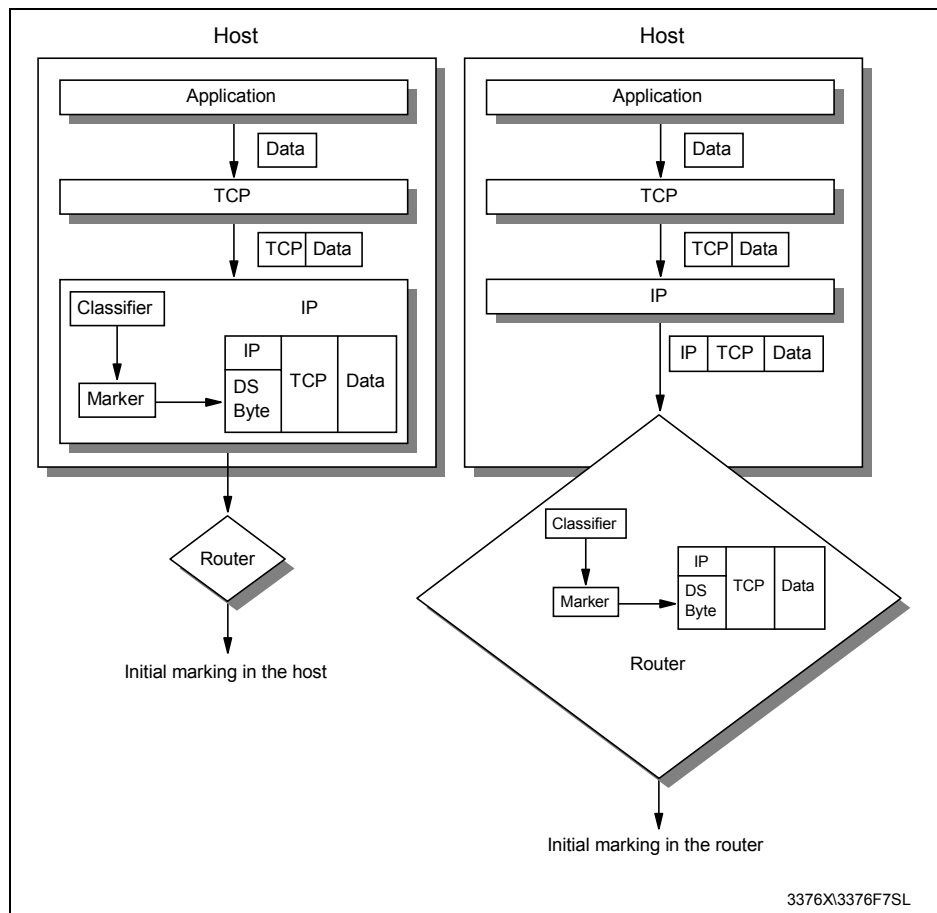 Host
Application
Data
TCP
TCP Data
IP
Classifier
Marker
IP
DS
Byte
TCP
Data
Router
Initial marking in the host
Host
Application
Data
TCP
TCP Data
IP
IP TCP Data
Classifier
Marker
IP
DS
Byte
TCP
Data
Router
Initial marking in the router
3376X\3376F7SL